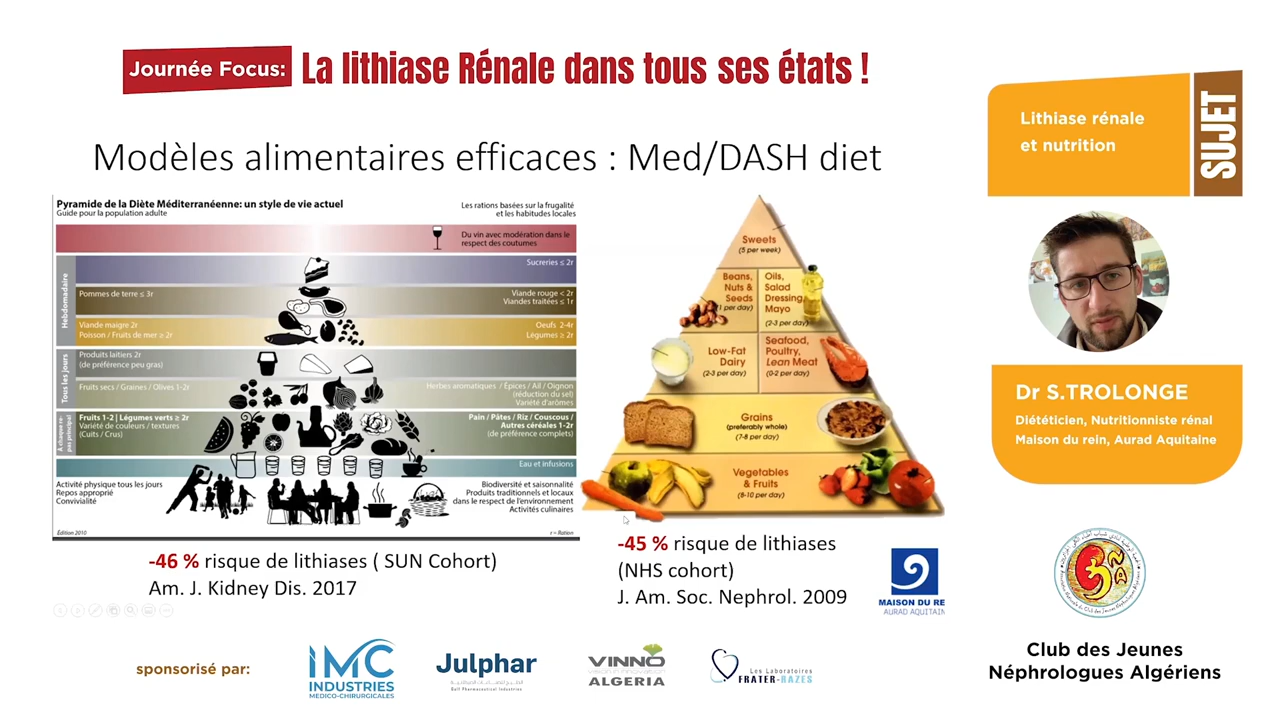 Journée Focus: La lithiase Rénale dans tous ses états !
Lithiase rénale
et nutrition
SUJET
Modèles alimentaires efficaces : Med/DASH diet
Pyramide de la Diète Méditerranéenne: un style de vie actuel
Guide pour la population adulte
Les rations basées sur la frugalité
et les habitudes locales
Du vin avec modération dans le
respect des coutumes
Hebdomadaire
Sucreries ≤ 2r
Pommes de terre ≤ 3r
Viande rouge < 2r
Viandes traitées ≤ 1r
Viande maigre 2r
Poisson / Fruits de mer ≥ 2r
Oeufs 2-4r
Légumes ≥ 2r
Tous les jours
Produits laitiers 2r
(de préférence peu gras)
Fruits secs / Graines / Olives 1-2r
Herbes aromatiques / Épices / Ail / Oignon
(réduction du sel)
Variété d'arômes
A chaque re-
pas principal
Fruits 1-2 | Légumes verts ≥ 2r
Variété de couleurs / textures
(Cuits / Crus)
Pain / Pâtes / Riz / Couscous /
Autres céréales 1-2r
(de préférence complets)
Eau et infusions
Activité physique tous les jours
Repos approprié
Convivialité
Biodiversité et saisonnalité
Produits traditionnels et locaux
dans le respect de l'environnement
Activités culinaires
Édition 2010
r = Ration
Sweets
(5 per week)
Beans,
Nuts &
Seeds
(1 per day)
Oils,
Salad
Dressing,
Mayo
(2-3 per day)
Low-Fat
Dairy
(2-3 per day)
Seafood,
Poultry,
Lean Meat
(0-2 per day)
Grains
(preferably whole)
(7-8 per day)
Vegetables
& Fruits
(8-10 per day)
-46 % risque de lithiases ( SUN Cohort)
Am. J. Kidney Dis. 2017
-45 % risque de lithiases
(NHS cohort)
J. Am. Soc. Nephrol. 2009
MAISON DU RE
AURAD AQUITAIN
Dr S.TROLONGE
Diététicien, Nutritionniste rénal
Maison du rein, Aurad Aquitaine
Club des Jeunes
Néphrologues Algériens
sponsorisé par:
IMC
INDUSTRIES
MEDICO-CHIRURGICALES
Julphar
Gulf Pharmaceutical Industries
VINNO
ALGERIA
Les Laboratoires
FRATER-RAZES